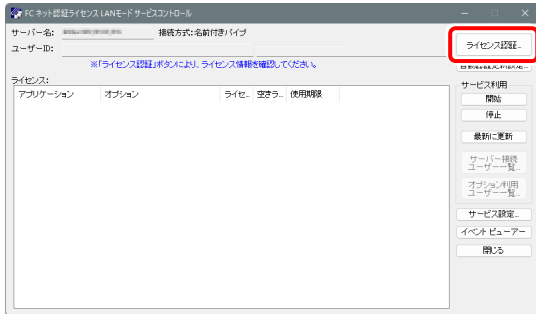 FC ネット認証ライセンス LANモード サービスコントロール
サーバー名:
接続方式:名前付きパイプ
ユーザーID:
※「ライセンス認証」ボタンにより、ライセンス情報を確認してください。
ライセンス:
アプリケーション オプション ライセ... 空きラ... 使用期限
ライセンス認証...
自動認証更新設定...
サービス利用
開始
停止
最新に更新
サーバー接続
ユーザー一覧...
オプション利用
ユーザー一覧...
サービス設定...
イベント ビューアー
閉じる